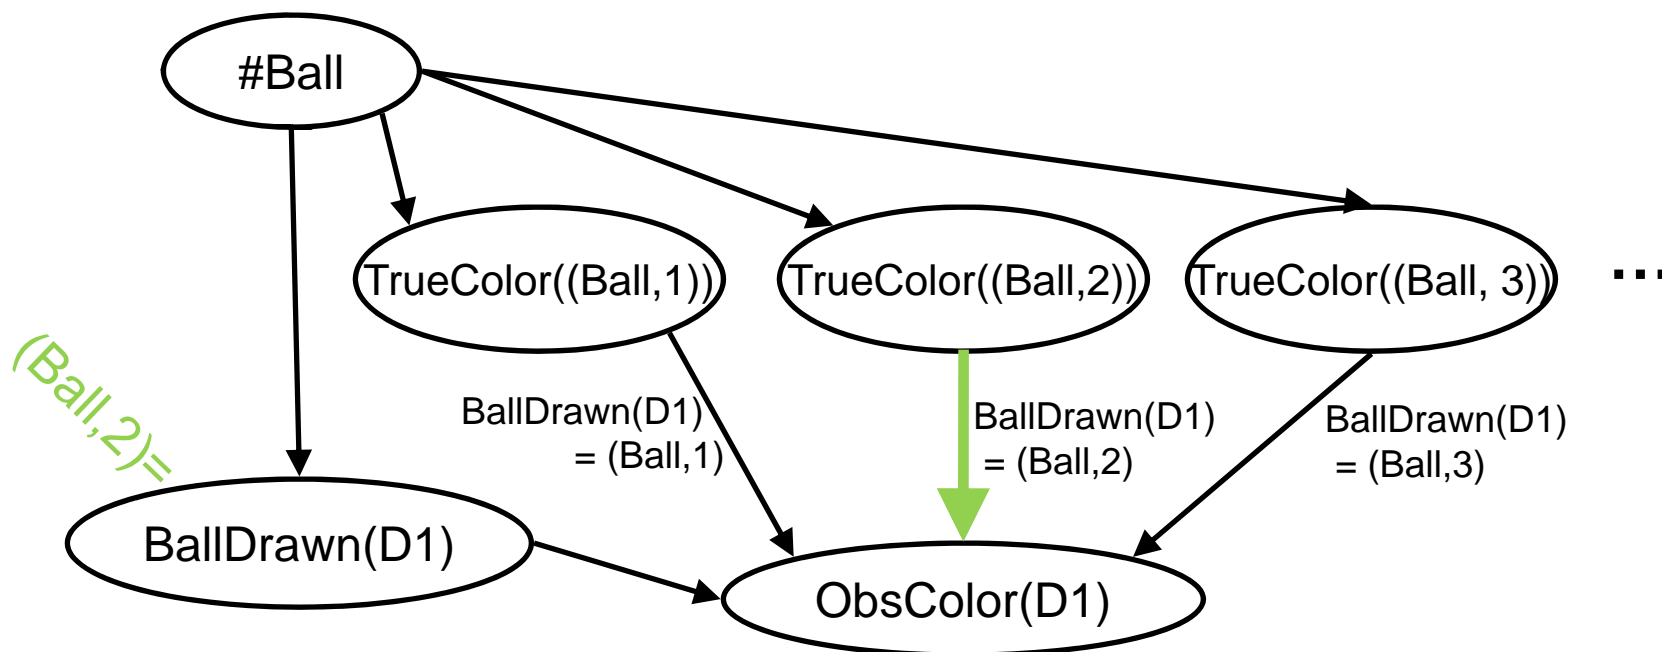 #Ball
TrueColor((Ball,1))
TrueColor((Ball,2))
TrueColor((Ball, 3))
...
(Ball,2)=
BallDrawn(D1)
= (Ball,1)
BallDrawn(D1)
= (Ball,2)
BallDrawn(D1)
= (Ball,3)
BallDrawn(D1)
ObsColor(D1)